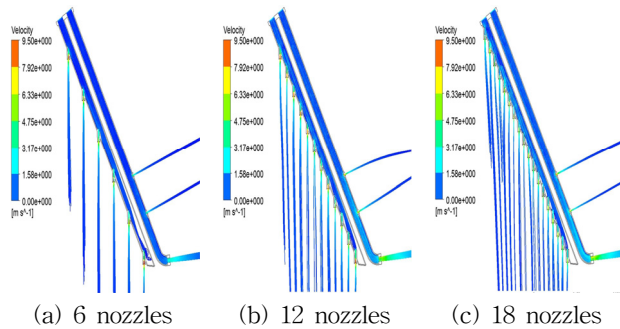 Velocity
9.50e+000
7.92e+000
6.33e+000
4.75e+000
3.17e+000
1.58e+000
0.00e+000
[m s^-1]
(a) 6 nozzles
Velocity
9.50e+000
7.92e+000
6.33e+000
4.75e+000
3.17e+000
1.58e+000
0.00e+000
[m s^-1]
(b) 12 nozzles
Velocity
9.50e+000
7.92e+000
6.33e+000
4.75e+000
3.17e+000
1.58e+000
0.00e+000
[m s^-1]
(c) 18 nozzles